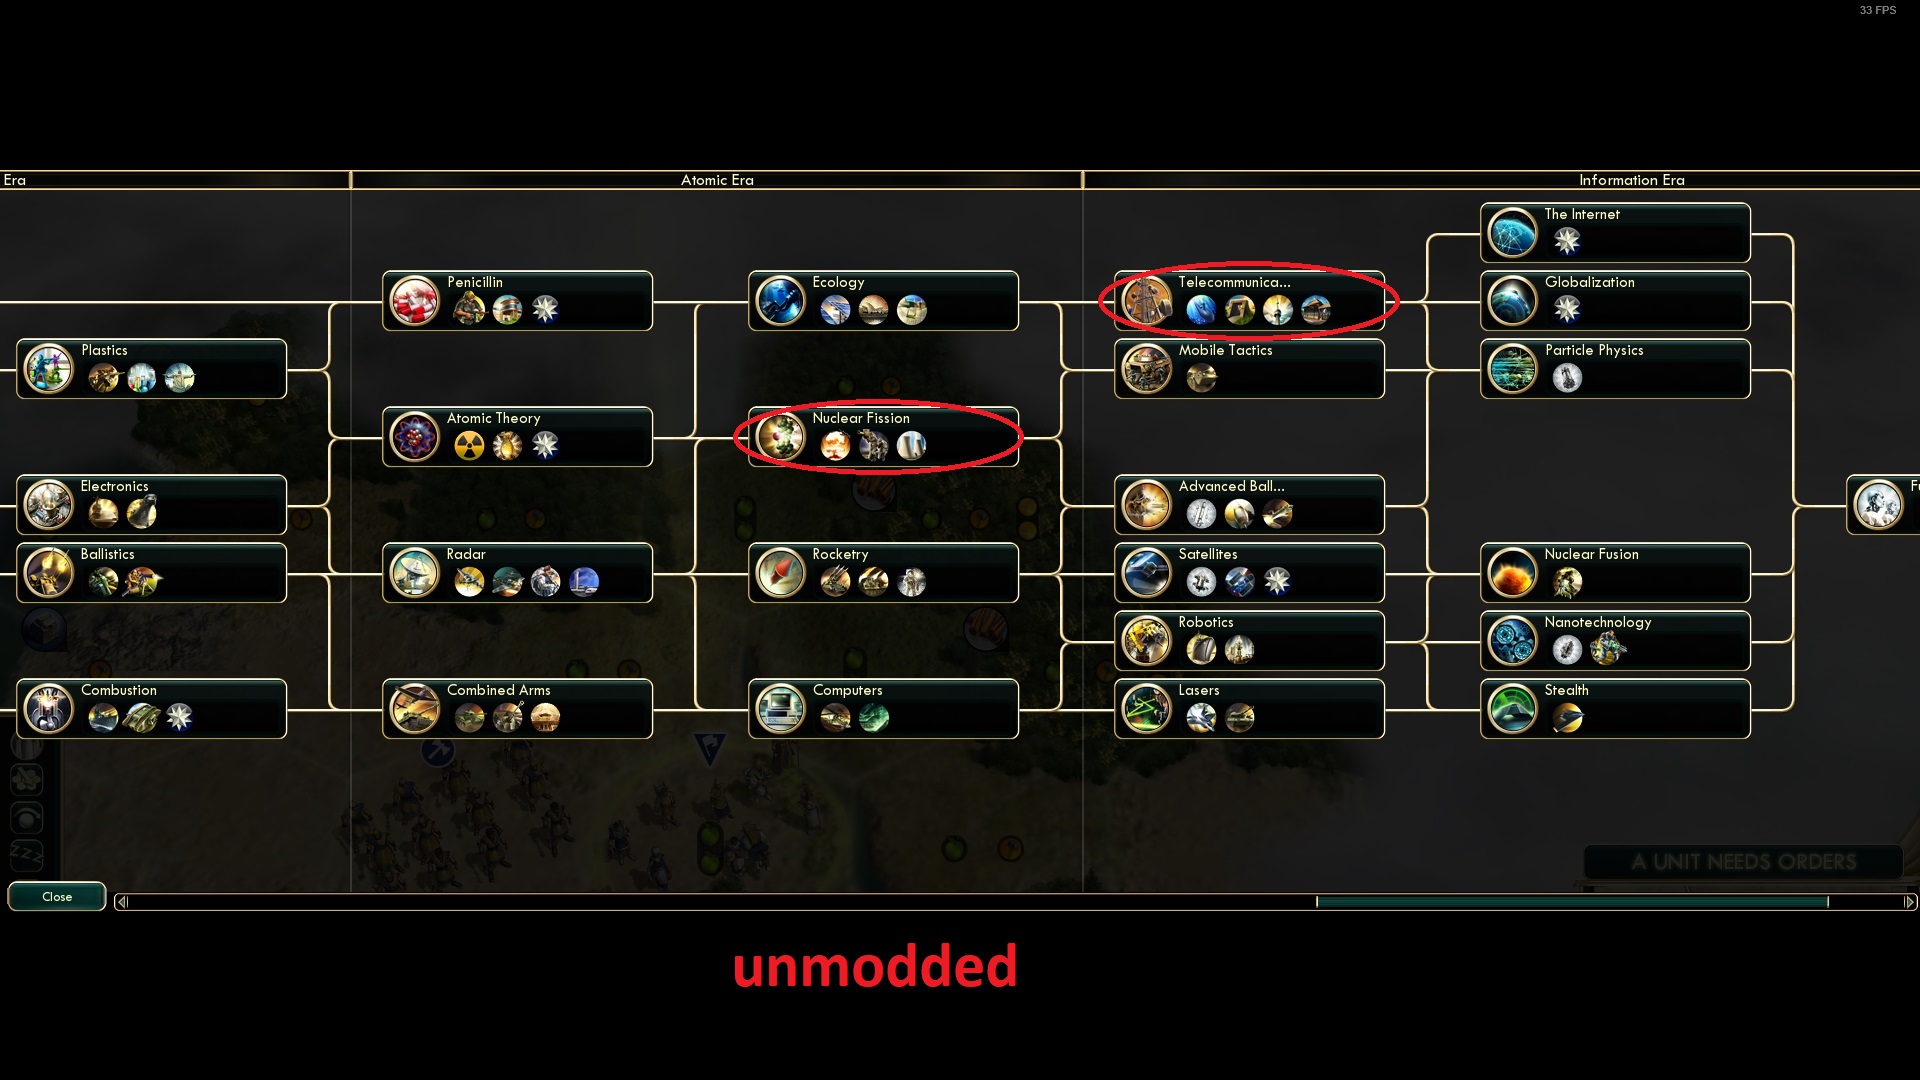 33 FPS
Era
Atomic Era
Information Era
The Internet
Penicillin
Ecology
Telecommunica...
Globalization
Plastics
Mobile Tactics
Particle Physics
Atomic Theory
Nuclear Fission
Electronics
Advanced Ball...
Fu
Ballistics
Radar
Rocketry
Satellites
Nuclear Fusion
Robotics
Nanotechnology
Combustion
Combined Arms
Computers
Lasers
Stealth
ZZZ
A UNIT NEEDS ORDERS
Close
unmodded